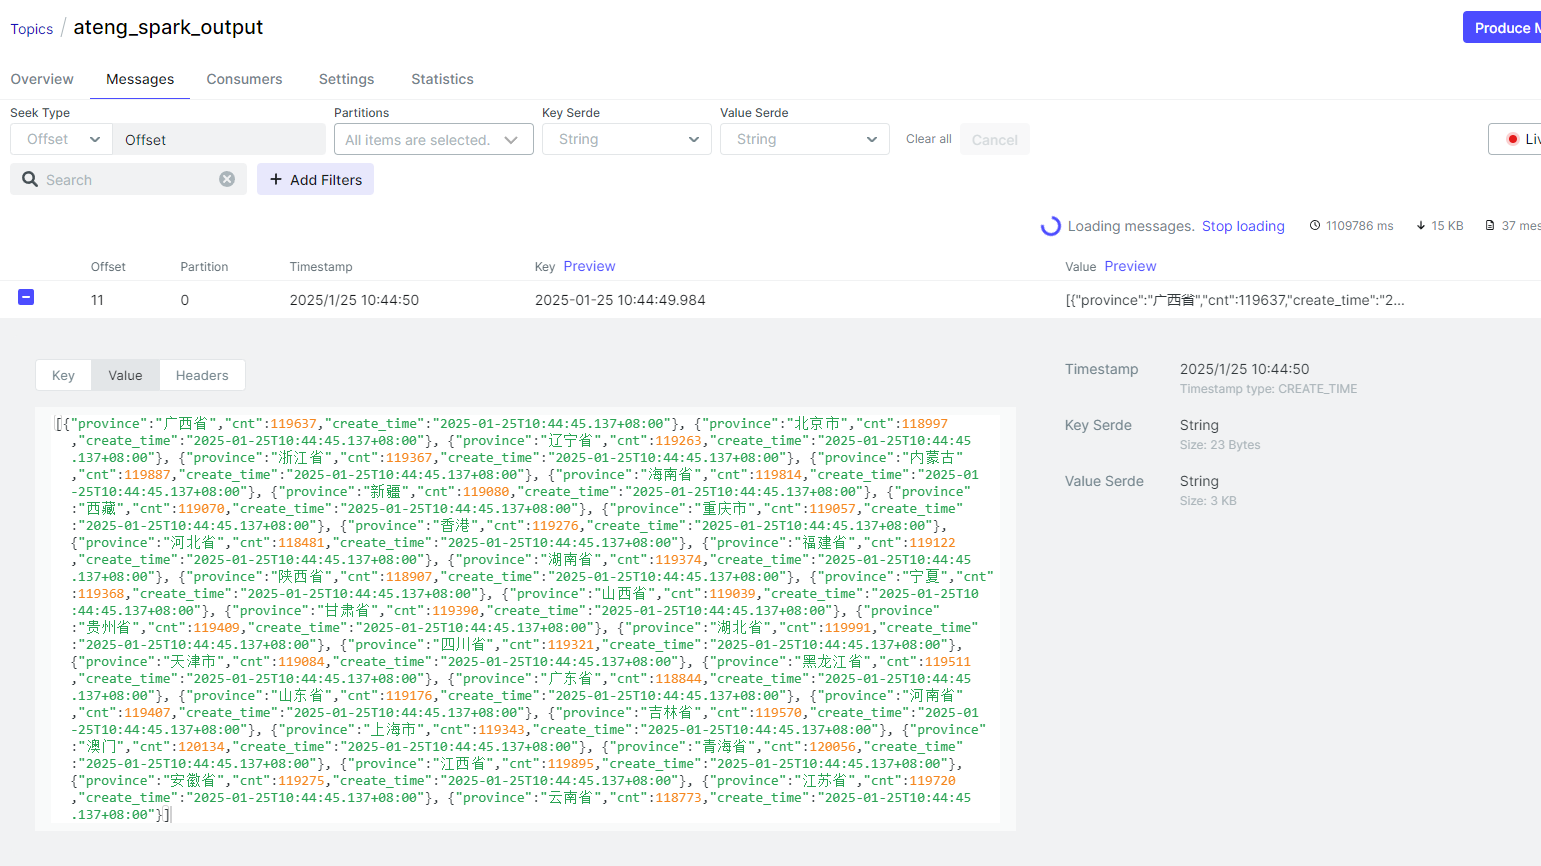 Topics / ateng_spark_output
Produce M
Overview Messages Consumers Settings Statistics
Seek Type Partitions Key Serde Value Serde
Offset Offset All items are selected. String String Clear all Cancel Liv
Search + Add Filters
Loading messages. Stop loading 1109786 ms 15 KB 37 mes
Offset Partition Timestamp Key Preview Value Preview
11 0 2025/1/25 10:44:50 2025-01-25 10:44:49.984 [{"province":"广西省","cnt":119637,"create_time":"2...
Key Value Headers
[{"province":"广西省","cnt":119637,"create_time":"2025-01-25T10:44:45.137+08:00"}, {"province":"北京市","cnt":118997
,"create_time":"2025-01-25T10:44:45.137+08:00"}, {"province":"辽宁省","cnt":119263,"create_time":"2025-01-25T10:44:45
.137+08:00"}, {"province":"浙江省","cnt":119367,"create_time":"2025-01-25T10:44:45.137+08:00"}, {"province":"内蒙古"
,"cnt":119887,"create_time":"2025-01-25T10:44:45.137+08:00"}, {"province":"海南省","cnt":119814,"create_time":"2025-01
-25T10:44:45.137+08:00"}, {"province":"新疆","cnt":119080,"create_time":"2025-01-25T10:44:45.137+08:00"}, {"province"
:"西藏","cnt":119070,"create_time":"2025-01-25T10:44:45.137+08:00"}, {"province":"重庆市","cnt":119057,"create_time"
:"2025-01-25T10:44:45.137+08:00"}, {"province":"香港","cnt":119276,"create_time":"2025-01-25T10:44:45.137+08:00"},
{"province":"河北省","cnt":118481,"create_time":"2025-01-25T10:44:45.137+08:00"}, {"province":"福建省","cnt":119122
,"create_time":"2025-01-25T10:44:45.137+08:00"}, {"province":"湖南省","cnt":119374,"create_time":"2025-01-25T10:44:45
.137+08:00"}, {"province":"陕西省","cnt":118907,"create_time":"2025-01-25T10:44:45.137+08:00"}, {"province":"宁夏","cnt"
:119368,"create_time":"2025-01-25T10:44:45.137+08:00"}, {"province":"山西省","cnt":119039,"create_time":"2025-01-25T10
:44:45.137+08:00"}, {"province":"甘肃省","cnt":119390,"create_time":"2025-01-25T10:44:45.137+08:00"}, {"province"
:"贵州省","cnt":119409,"create_time":"2025-01-25T10:44:45.137+08:00"}, {"province":"湖北省","cnt":119991,"create_time"
:"2025-01-25T10:44:45.137+08:00"}, {"province":"四川省","cnt":119321,"create_time":"2025-01-25T10:44:45.137+08:00"},
{"province":"天津市","cnt":119084,"create_time":"2025-01-25T10:44:45.137+08:00"}, {"province":"黑龙江省","cnt":119511
,"create_time":"2025-01-25T10:44:45.137+08:00"}, {"province":"广东省","cnt":118844,"create_time":"2025-01-25T10:44:45
.137+08:00"}, {"province":"山东省","cnt":119176,"create_time":"2025-01-25T10:44:45.137+08:00"}, {"province":"河南省"
,"cnt":119407,"create_time":"2025-01-25T10:44:45.137+08:00"}, {"province":"吉林省","cnt":119570,"create_time":"2025-01
-25T10:44:45.137+08:00"}, {"province":"上海市","cnt":119343,"create_time":"2025-01-25T10:44:45.137+08:00"}, {"province"
:"澳门","cnt":120134,"create_time":"2025-01-25T10:44:45.137+08:00"}, {"province":"青海省","cnt":120056,"create_time"
:"2025-01-25T10:44:45.137+08:00"}, {"province":"江西省","cnt":119895,"create_time":"2025-01-25T10:44:45.137+08:00"},
{"province":"安徽省","cnt":119275,"create_time":"2025-01-25T10:44:45.137+08:00"}, {"province":"江苏省","cnt":119720
,"create_time":"2025-01-25T10:44:45.137+08:00"}, {"province":"云南省","cnt":118773,"create_time":"2025-01-25T10:44:45
.137+08:00"}]
Timestamp 2025/1/25 10:44:50
Timestamp type: CREATE_TIME
Key Serde String
Size: 23 Bytes
Value Serde String
Size: 3 KB